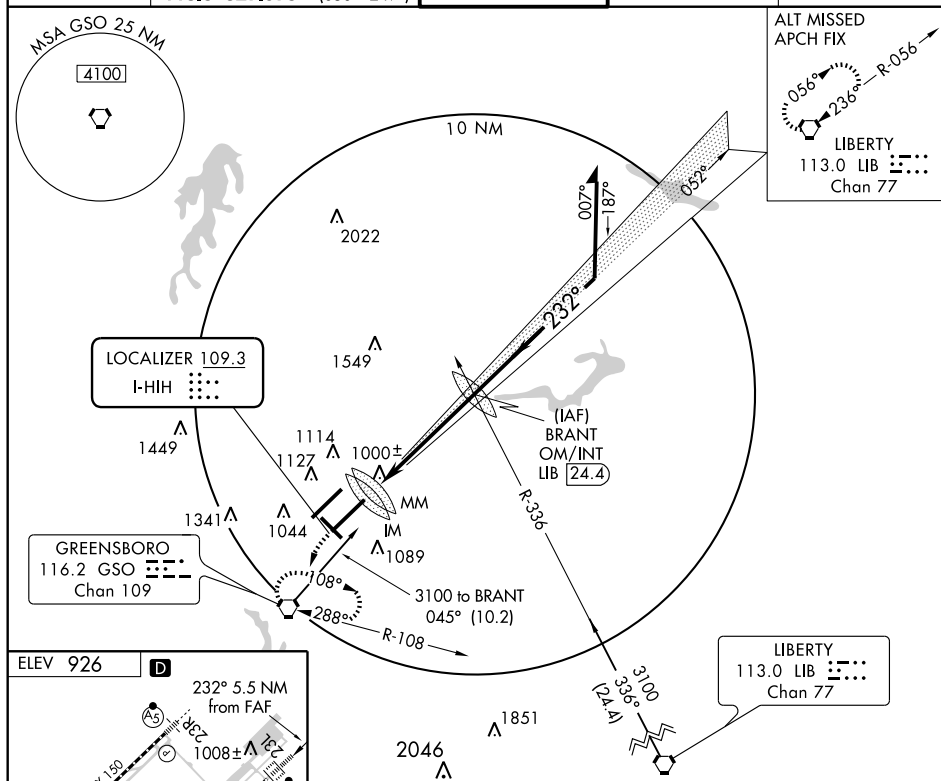 MSA GSO 25 NM
4100
ALT MISSED
APCH FIX
R-056
056°
236°
LIBERTY
113.0 LIB
Chan 77
10 NM
007°
187°
052°
2022
232°
1549
LOCALIZER 109.3
I-HIH
(IAF)
BRANT
OM/INT
LIB 24.4
1449
1114
1127
1000±
MM
IM
1341
1044
1089
R-336
GREENSBORO
116.2 GSO
Chan 109
108°
288°
R-108
3100 to BRANT
045° (10.2)
3100
336°
(24.4)
LIBERTY
113.0 LIB
Chan 77
1851
2046
ELEV 926
D
232° 5.5 NM
from FAF
A5
23R
P
1008±
23L
X 150